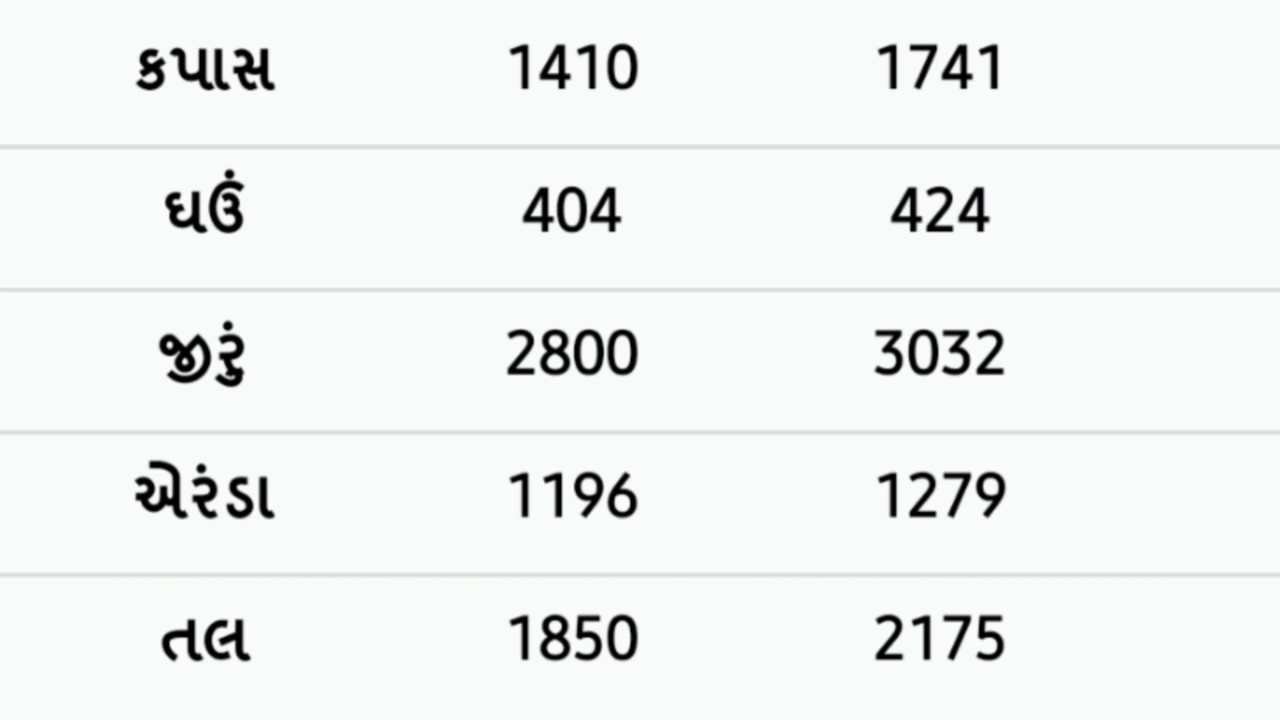 કપાસ 1410 1741
ઘઉં 404 424
જીરું 2800 3032
એરંડા 1196 1279
તલ 1850 2175